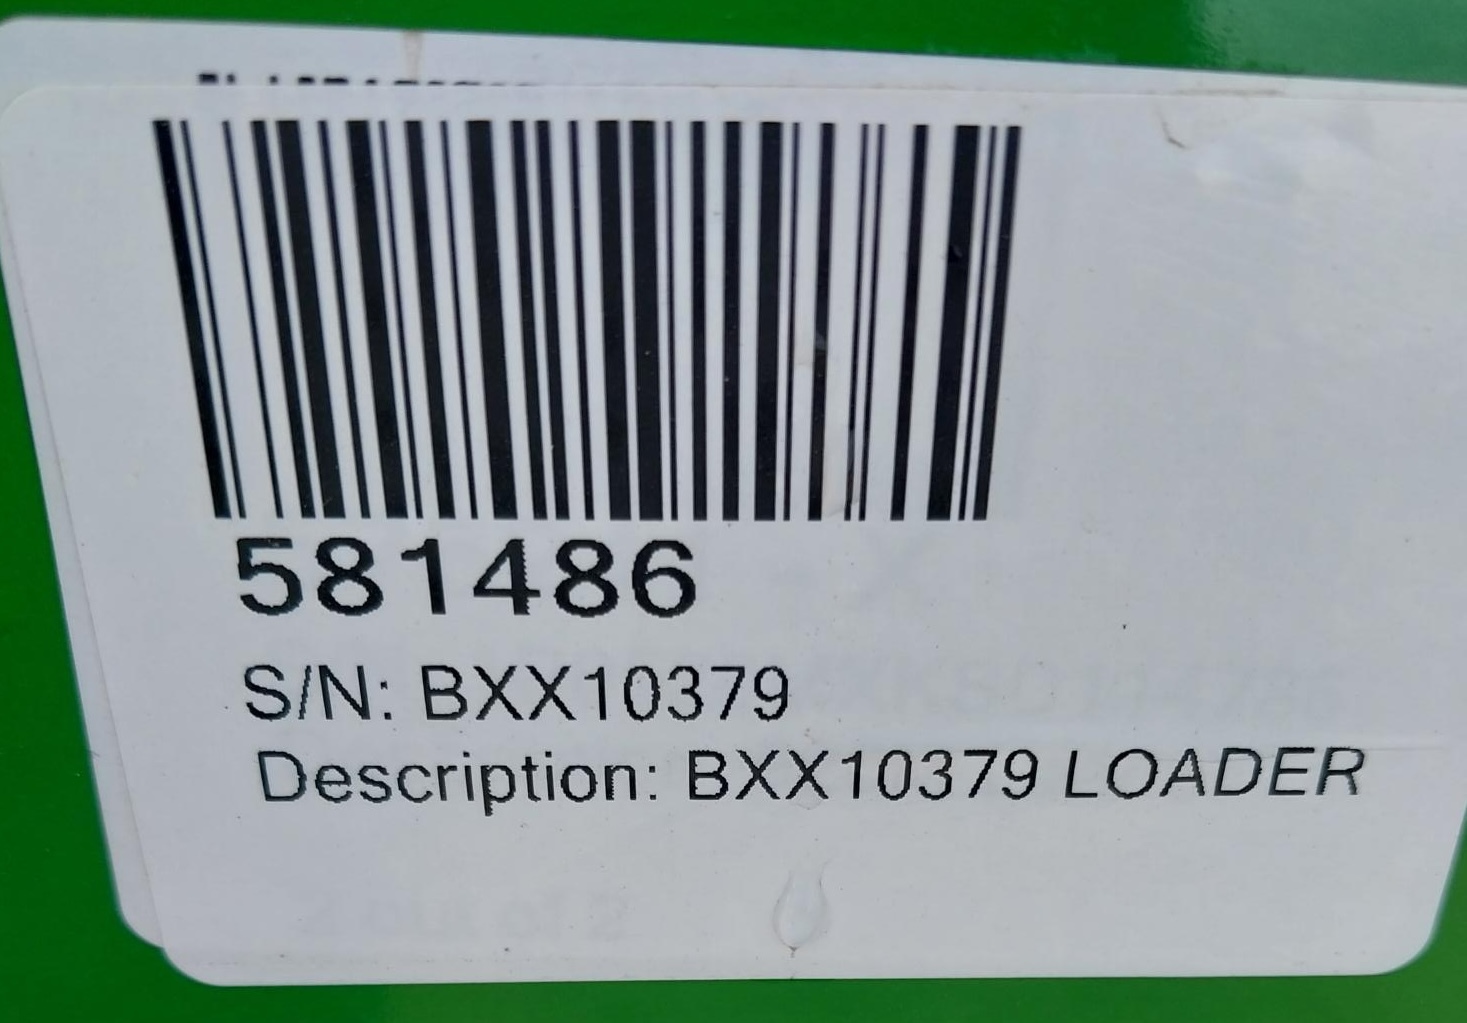 581486
S/N: BXX10379
Description: BXX10379 LOADER